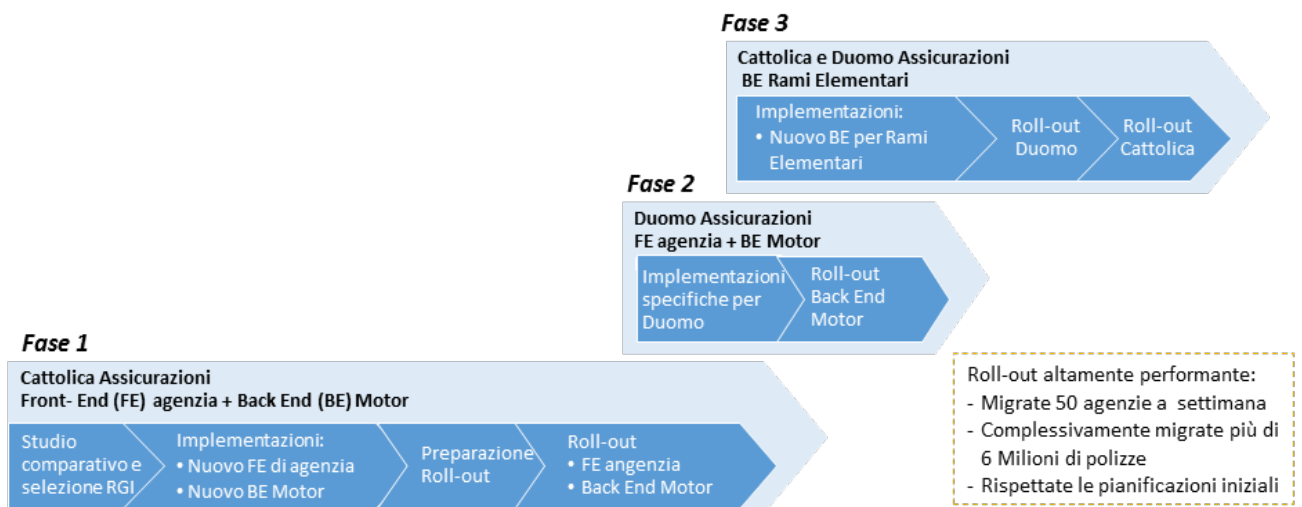 Fase 3
Cattolica e Duomo Assicurazioni
BE Rami Elementari
Implementazioni:
• Nuovo BE per Rami
Elementari
Roll-out
Duomo
Roll-out
Cattolica
Fase 2
Duomo Assicurazioni
FE agenzia + BE Motor
Implementazioni
specifiche per
Duomo
Roll-out
Back End
Motor
Fase 1
Cattolica Assicurazioni
Front- End (FE) agenzia + Back End (BE) Motor
Studio
comparativo e
selezione RGI
Implementazioni:
• Nuovo FE di agenzia
• Nuovo BE Motor
Preparazione
Roll-out
Roll-out
• FE angenzia
• Back End Motor
Roll-out altamente performante:
- Migrate 50 agenzie a settimana
- Complessivamente migrate più di
6 Milioni di polizze
- Rispettate le pianificazioni iniziali